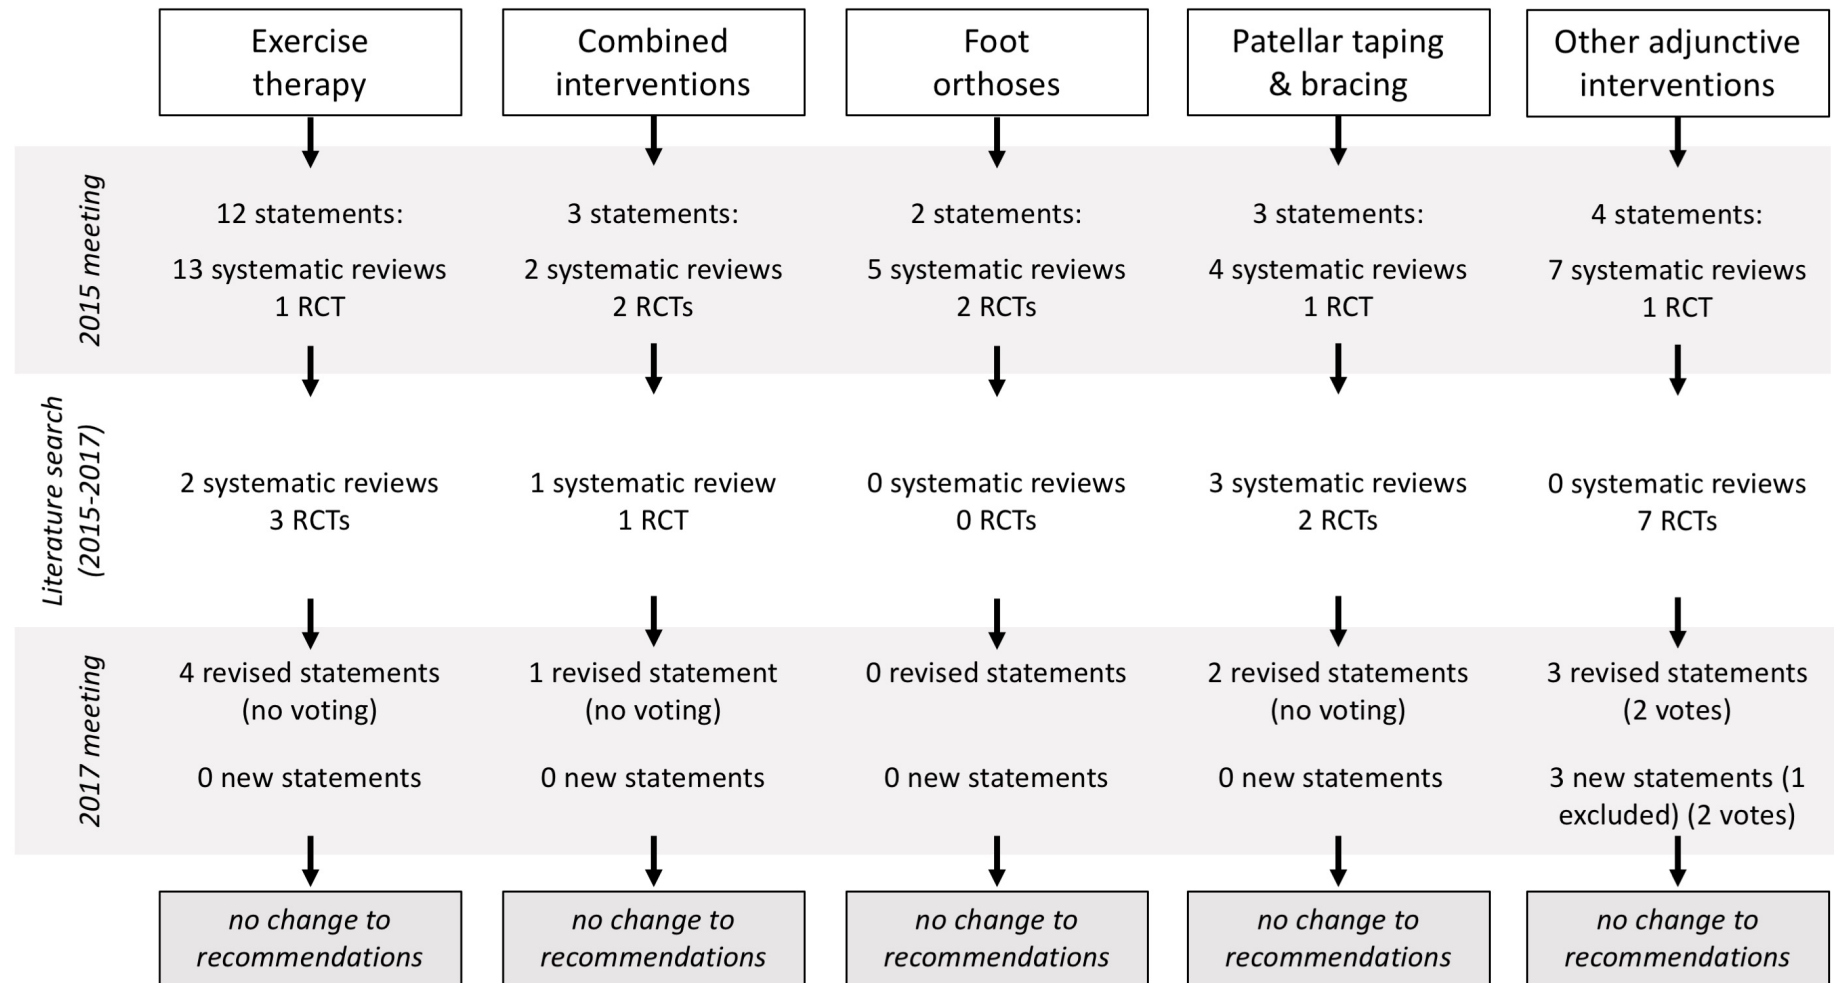 Exercise
therapy
Combined
interventions
Foot
orthoses
Patellar taping
& bracing
Other adjunctive
interventions
2015 meeting
12 statements:
13 systematic reviews
1 RCT
3 statements:
2 systematic reviews
2 RCTs
2 statements:
5 systematic reviews
2 RCTs
3 statements:
4 systematic reviews
1 RCT
4 statements:
7 systematic reviews
1 RCT
Literature search
(2015-2017)
2 systematic reviews
3 RCTs
1 systematic review
1 RCT
0 systematic reviews
0 RCTs
3 systematic reviews
2 RCTs
0 systematic reviews
7 RCTs
2017 meeting
4 revised statements
(no voting)
0 new statements
1 revised statement
(no voting)
0 new statements
0 revised statements
0 new statements
2 revised statements
(no voting)
0 new statements
3 revised statements
(2 votes)
3 new statements (1
excluded) (2 votes)
no change to
recommendations
no change to
recommendations
no change to
recommendations
no change to
recommendations
no change to
recommendations